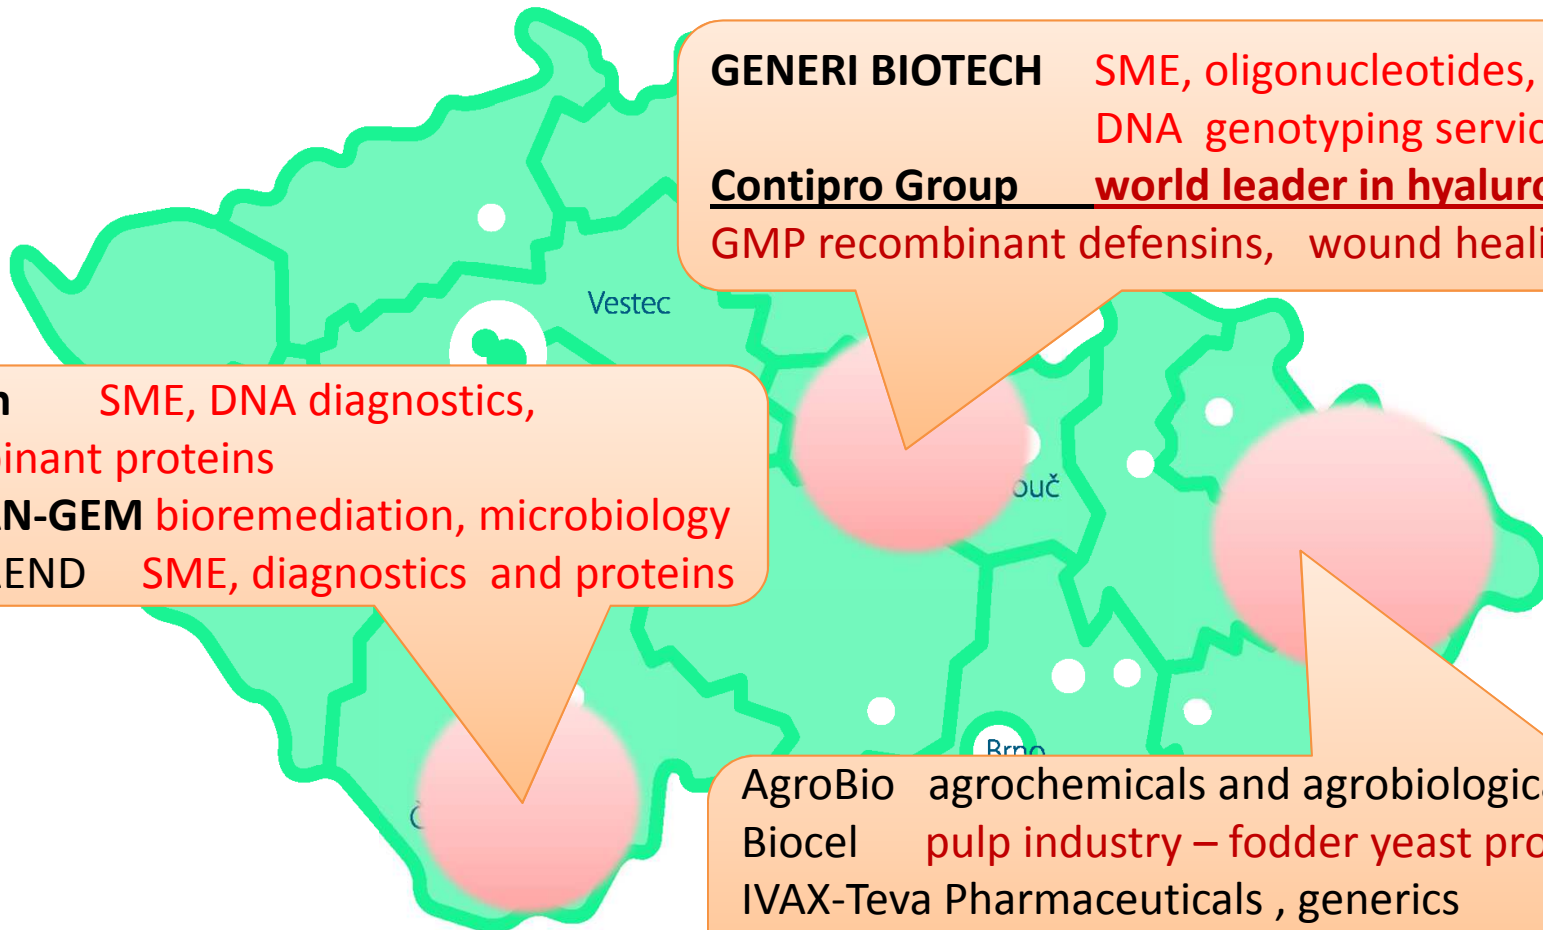 GENERI BIOTECH SME, oligonucleotides,
DNA genotyping servic
Contipro Group world leader in hyaluro
GMP recombinant defensins, wound heali
Vestec
n SME, DNA diagnostics,
binant proteins
AN-GEM bioremediation, microbiology
END SME, diagnostics and proteins
ouč
Brno
AgroBio agrochemicals and agrobiologica
Biocel pulp industry – fodder yeast pro
IVAX-Teva Pharmaceuticals , generics